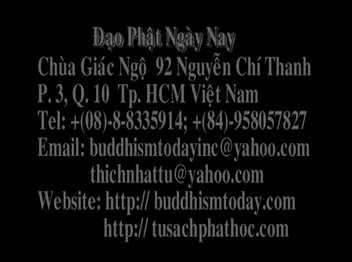 Đạo Phật Ngày Nay
Chùa Giác Ngộ 92 Nguyễn Chí Thanh
P. 3, Q. 10 Tp. HCM Việt Nam
Tel: +(08)-8-8335914; +(84)-958057827
Email: buddhismtodayinc@yahoo.com
thichnhattu@yahoo.com
Website: http:// buddhismtoday.com
http:// tusachphathoc.com